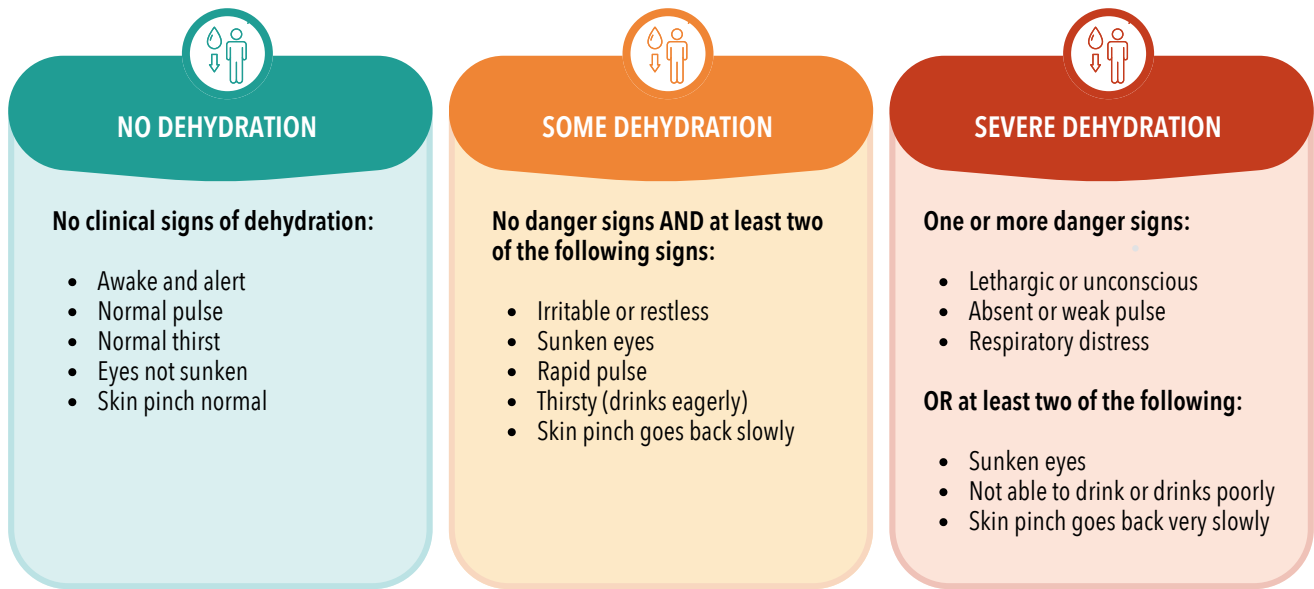 NO DEHYDRATION
No clinical signs of dehydration:
• Awake and alert
• Normal pulse
• Normal thirst
• Eyes not sunken
• Skin pinch normal
SOME DEHYDRATION
No danger signs AND at least two
of the following signs:
• Irritable or restless
• Sunken eyes
• Rapid pulse
• Thirsty (drinks eagerly)
• Skin pinch goes back slowly
SEVERE DEHYDRATION
One or more danger signs:
• Lethargic or unconscious
• Absent or weak pulse
• Respiratory distress
OR at least two of the following:
• Sunken eyes
• Not able to drink or drinks poorly
• Skin pinch goes back very slowly